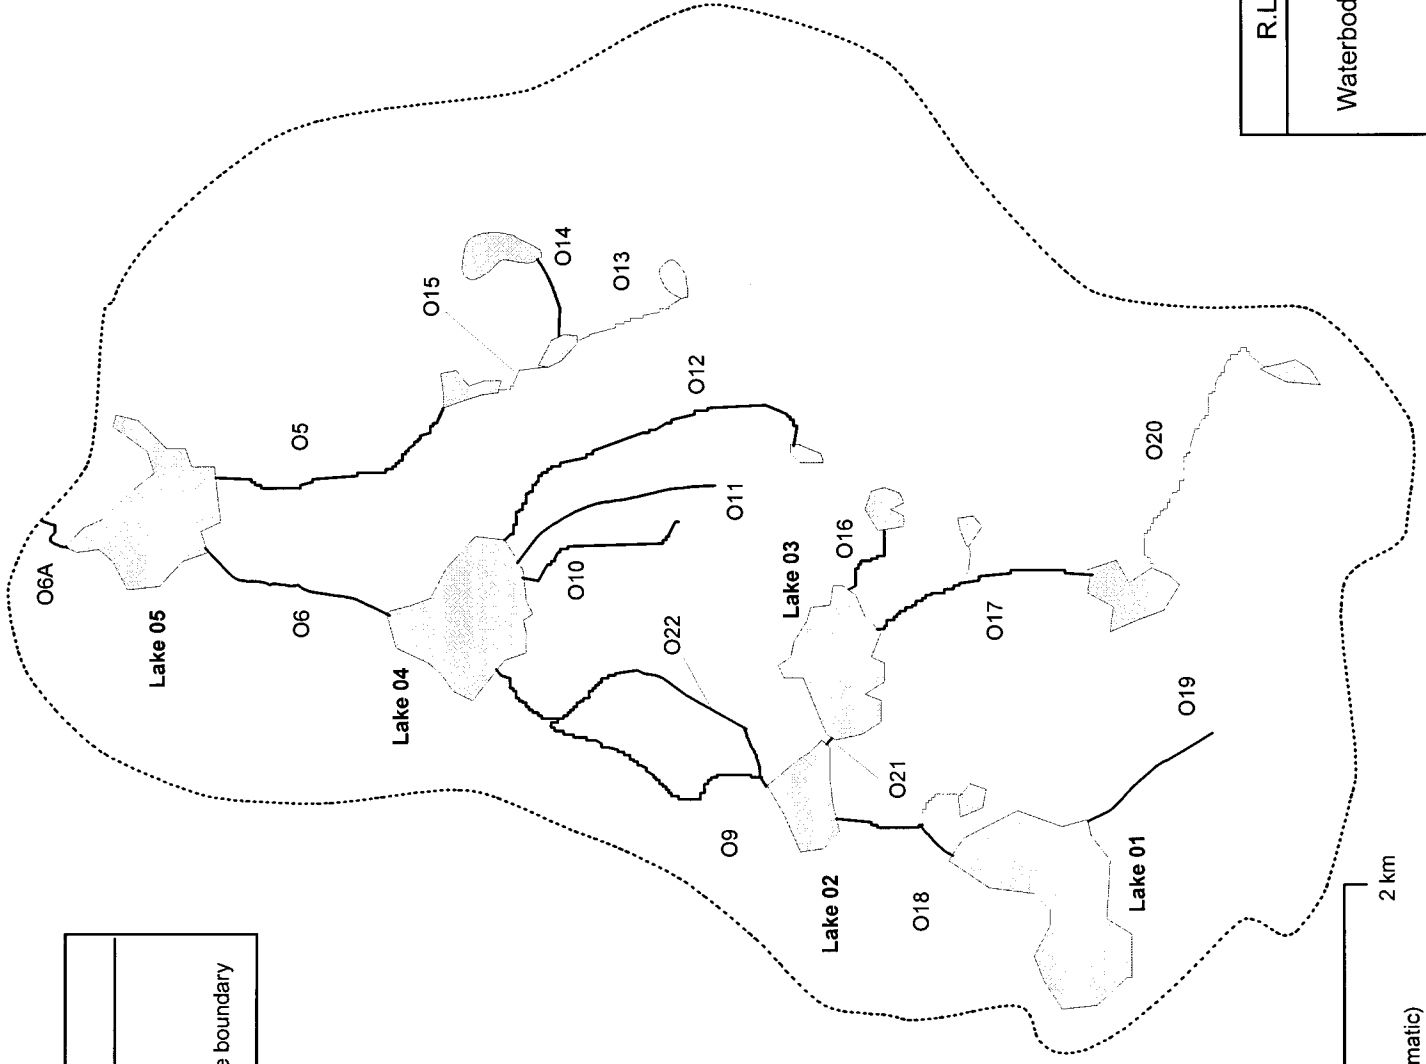 O6A
Lake 05
e boundary
O6
O5
Lake 04
O15
O14
O10
O13
O22
O12
O9
O11
Lake 03
Lake 02
O16
O21
O18
O17
Lake 01
O20
O19
R.L
Waterbod
2 km
matic)